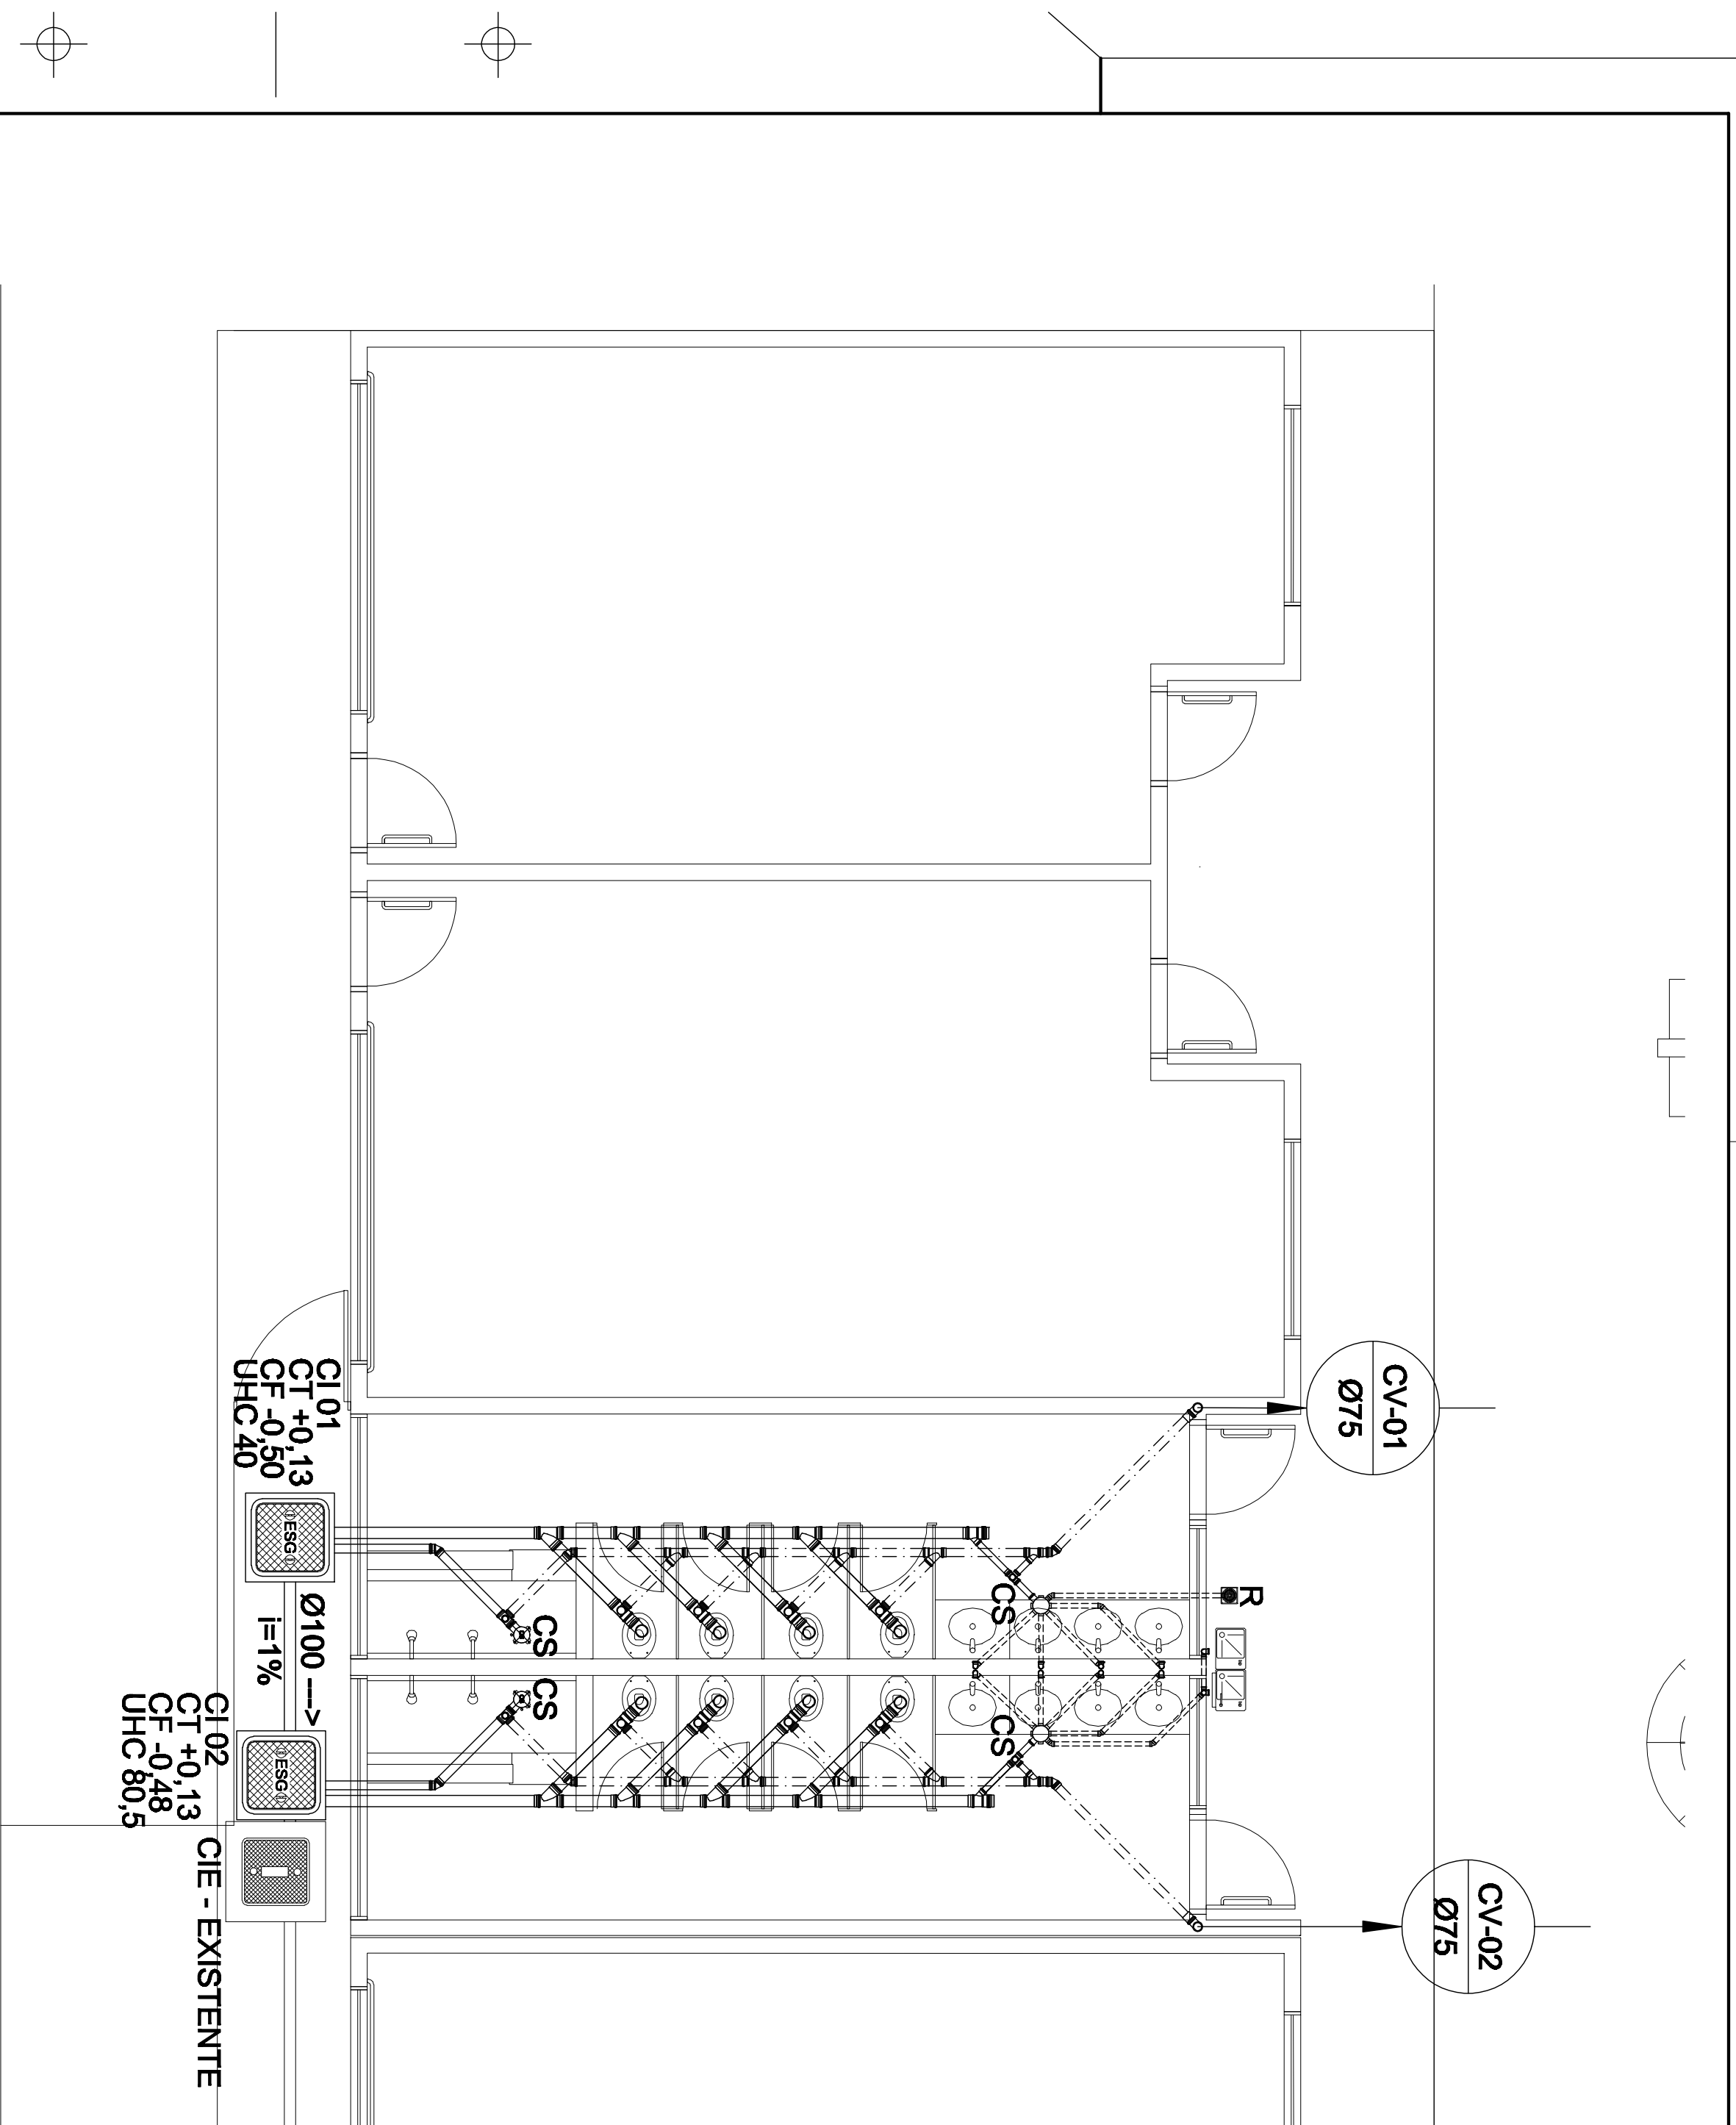 CV-01
Ø75
CV-02
Ø75
R
CS
CS
CS
CS
CI 01
CT +0,13
CF -0,50
UHC 40
ESG
Ø100 --->
i=1%
CI 02
CT +0,13
CF -0,48
UHC 80,5
ESG
CIE - EXISTENTE